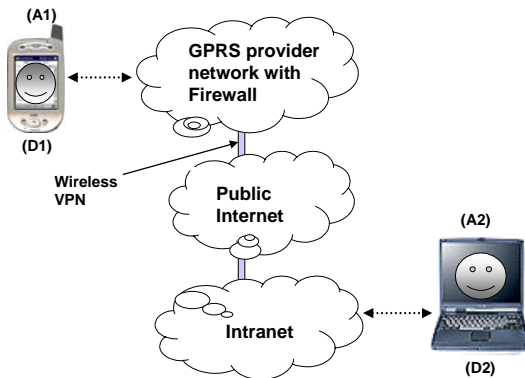 (A1)
GPRS provider
network with
Firewall
(D1)
Wireless
VPN
Public
Internet
(A2)
Intranet
(D2)